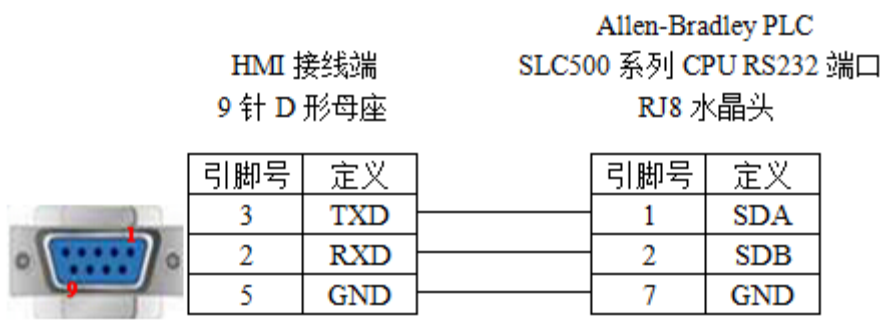 Allen-Bradley PLC
HMI 接线端
SLC500 系列 CPU RS232 端口
9 针 D 形母座
RJ8 水晶头
引脚号 定义 引脚号 定义
3 TXD 1 SDA
2 RXD 2 SDB
5 GND 7 GND
1
9